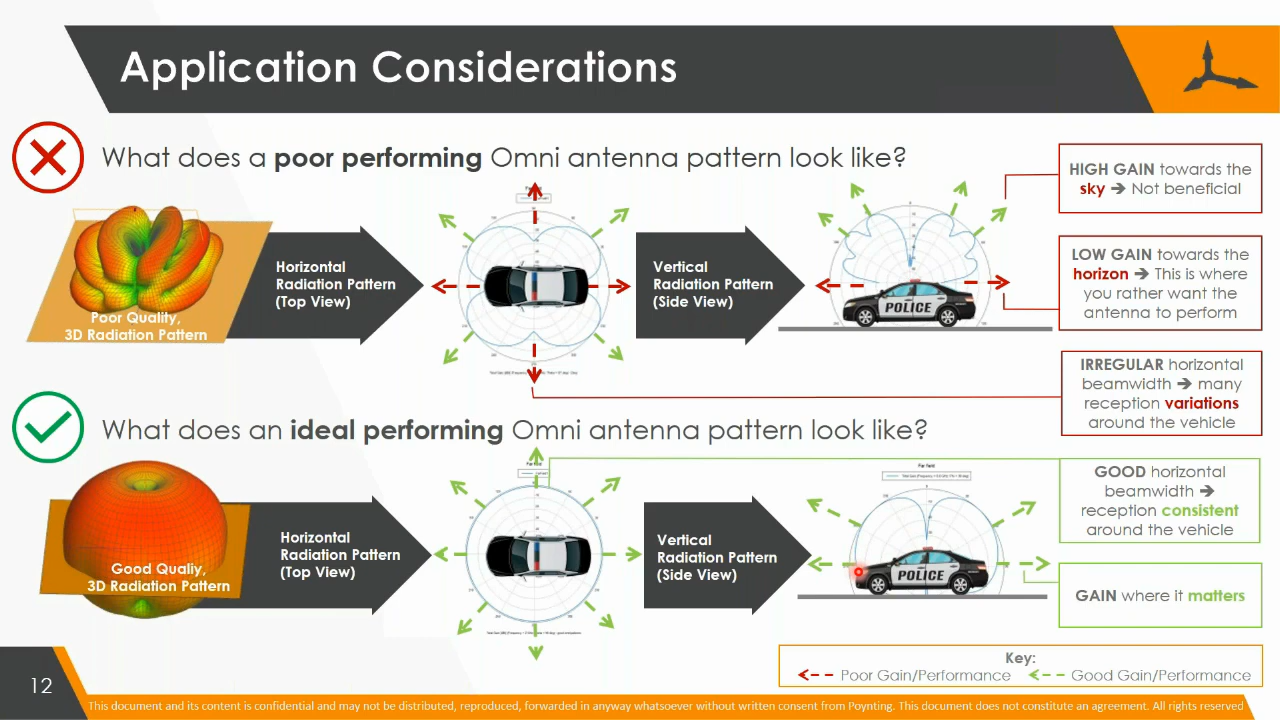 Application Considerations
What does a poor performing Omni antenna pattern look like?
Poor Quality,
3D Radiation Pattern
Horizontal
Radiation Pattern
(Top View)
Vertical
Radiation Pattern
(Side View)
POLICE
HIGH GAIN towards the
sky ➔ Not beneficial
LOW GAIN towards the
horizon ➔ This is where
you rather want the
antenna to perform
IRREGULAR horizontal
beamwidth ➔ many
reception variations
around the vehicle
What does an ideal performing Omni antenna pattern look like?
Good Qualiy,
3D Radiation Pattern
Horizontal
Radiation Pattern
(Top View)
Vertical
Radiation Pattern
(Side View)
Far field
POLICE
GOOD horizontal
beamwidth ➔
reception consistent
around the vehicle
GAIN where it matters
Key:
Poor Gain/Performance
Good Gain/Performance
12
This document and its content is confidential and may not be distributed, reproduced, forwarded in anyway whatsoever without written consent from Poynting. This document does not constitute an agreement. All rights reserved